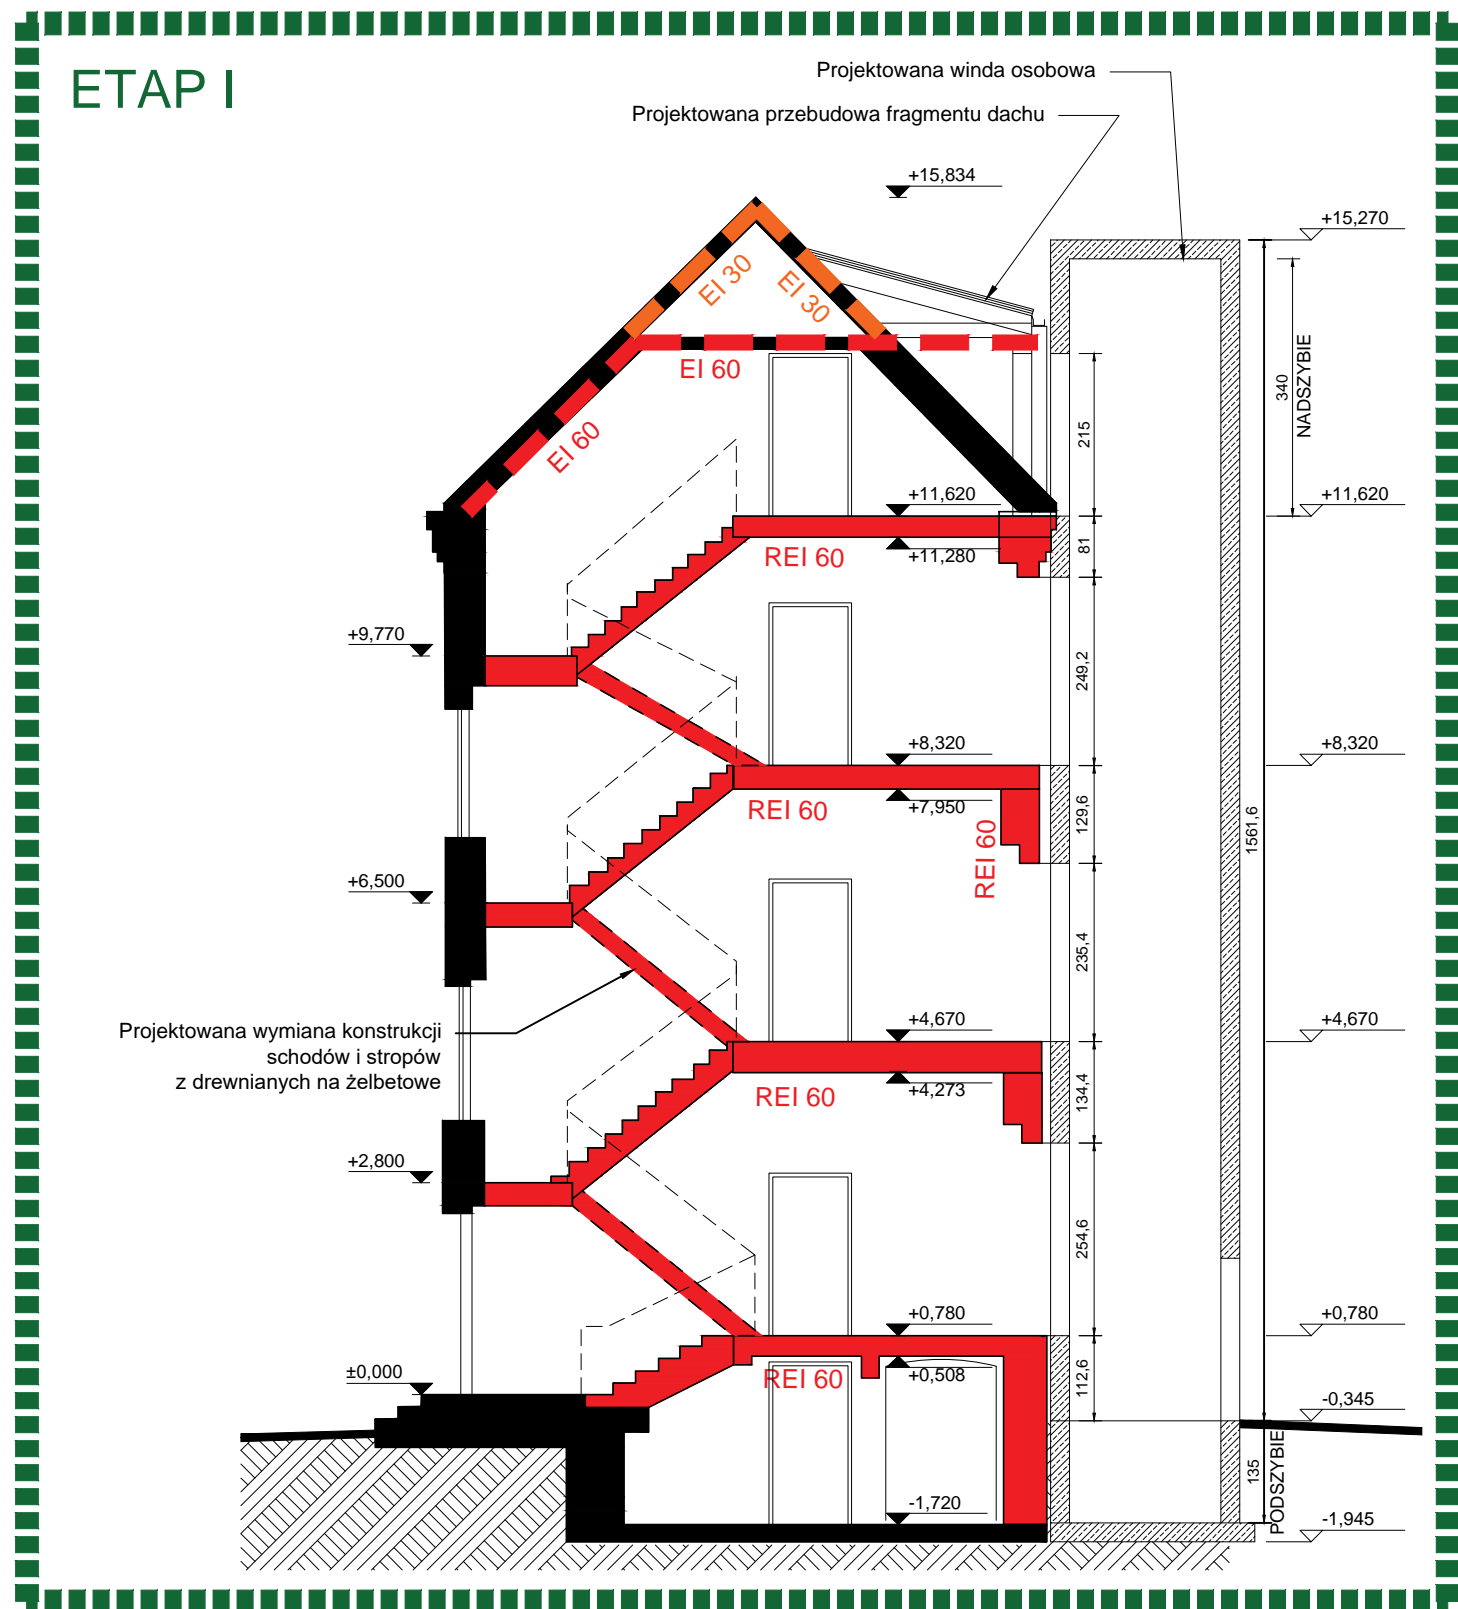 ETAP I
Projektowana winda osobowa
Projektowana przebudowa fragmentu dachu
+15,834
+15,270
EI 30
EI 30
EI 60
EI 60
340
NADSZYBIE
215
+11,620
+11,620
+11,280
REI 60
81
+9,770
249,2
+8,320
+8,320
+7,950
REI 60
REI 60
129,6
1561,6
+6,500
235,4
Projektowana wymiana konstrukcji
schodów i stropów
z drewnianych na żelbetowe
+4,670
+4,670
+4,273
REI 60
134,4
+2,800
254,6
+0,780
+0,780
±0,000
REI 60
+0,508
112,6
-0,345
135
PODSZYBIE
-1,720
-1,945